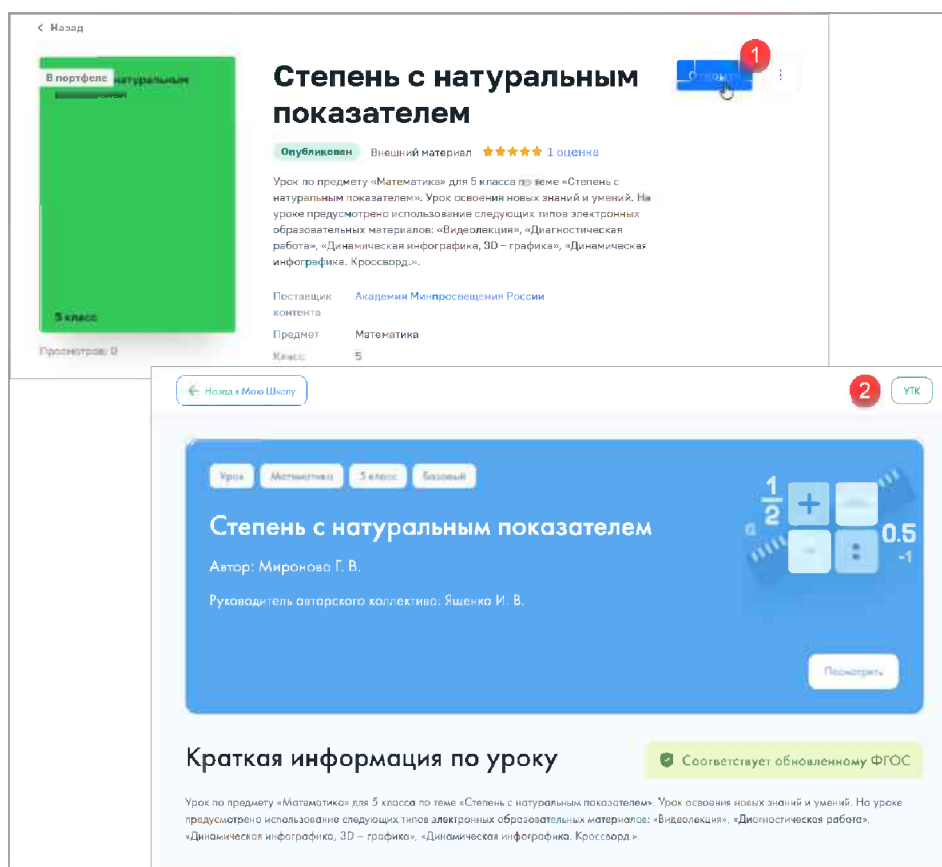 Назад
В портфеле
натуральным
5 класс
Просмотров: 0
Степень с натуральным
показателем
Открыть
1
Опубликован Внешний материал 1 оценка
Урок по предмету «Математика» для 5 класса по теме «Степень с
натуральным показателем». Урок освоения новых знаний и умений. На
уроке предусмотрено использование следующих типов электронных
образовательных материалов: «Видеолекция», «Диагностическая
работа», «Динамическая инфографика, 3D – графика», «Динамическая
инфографика. Кроссворд.».
Поставщик Академия Минпросвещения России
контента
Предмет Математика
Класс 5
Назад в Мою Школу
2 УТК
Урок Математика 5 класс Базовый
Степень с натуральным показателем
Автор: Миронова Г. В.
Руководитель авторского коллектива: Ященко И. В.
1
2
+
:
0.5
-1
Посмотреть
Краткая информация по уроку
Соответствует обновленному ФГОС
Урок по предмету «Математика» для 5 класса по теме «Степень с натуральным показателем». Урок освоения новых знаний и умений. На уроке
предусмотрено использование следующих типов электронных образовательных материалов: «Видеолекция», «Диагностическая работа»,
«Динамическая инфографика, 3D – графика», «Динамическая инфографика. Кроссворд.».